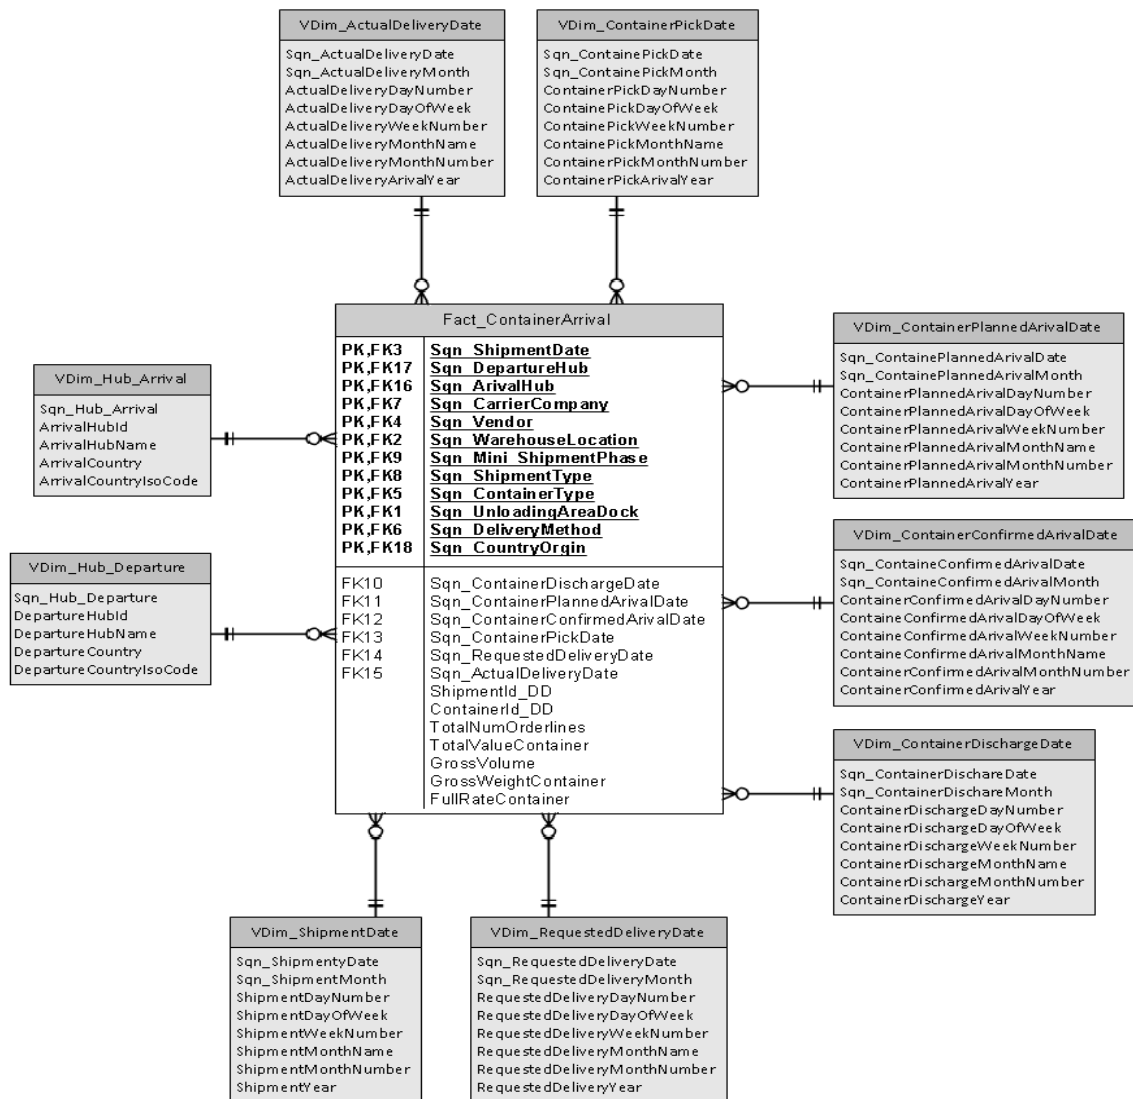 VDim_ActualDeliveryDate
Sqn_ActualDeliveryDate
Sqn_ActualDeliveryMonth
ActualDeliveryDayNumber
ActualDeliveryDayOfWeek
ActualDeliveryWeekNumber
ActualDeliveryMonthName
ActualDeliveryMonthNumber
ActualDeliveryArivalYear
VDim_ContainerPickDate
Sqn_ContainePickDate
Sqn_ContainePickMonth
ContainerPickDayNumber
ContainePickDayOfWeek
ContainePickWeekNumber
ContainePickMonthName
ContainePickMonthNumber
ContainerPickArivalYear
Fact_ContainerArrival
PK,FK3 Sqn_ShipmentDate
PK,FK17 Sqn_DepartureHub
PK,FK16 Sqn_ArivalHub
PK,FK7 Sqn_CarrierCompany
PK,FK4 Sqn_Vendor
PK,FK2 Sqn_WarehouseLocation
PK,FK9 Sqn_Mini_ShipmentPhase
PK,FK8 Sqn_ShipmentType
PK,FK5 Sqn_ContainerType
PK,FK1 Sqn_UnloadingAreaDock
PK,FK6 Sqn_DeliveryMethod
PK,FK18 Sqn_CountryOrgin
FK10 Sqn_ContainerDischargeDate
FK11 Sqn_ContainerPlannedArivalDate
FK12 Sqn_ContainerConfirmedArivalDate
FK13 Sqn_ContainerPickDate
FK14 Sqn_RequestedDeliveryDate
FK15 Sqn_ActualDeliveryDate
ShipmentId_DD
ContainerId_DD
TotalNumOrderlines
TotalValueContainer
GrossVolume
GrossWeightContainer
FullRateContainer
VDim_Hub_Arrival
Sqn_Hub_Arrival
ArrivalHubId
ArrivalHubName
ArrivalCountry
ArrivalCountryIsoCode
VDim_Hub_Departure
Sqn_Hub_Departure
DepartureHubId
DepartureHubName
DepartureCountry
DepartureCountryIsoCode
VDim_ContainerPlannedArivalDate
Sqn_ContainePlannedArivalDate
Sqn_ContainePlannedArivalMonth
ContainerPlannedArivalDayNumber
ContainePlannedArivalDayOfWeek
ContainePlannedArivalWeekNumber
ContainePlannedArivalMonthName
ContainePlannedArivalMonthNumber
ContainerPlannedArivalYear
VDim_ContainerConfirmedArivalDate
Sqn_ContaineConfirmedArivalDate
Sqn_ContaineConfirmedArivalMonth
ContainerConfirmedArivalDayNumber
ContaineConfirmedArivalDayOfWeek
ContaineConfirmedArivalWeekNumber
ContaineConfirmedArivalMonthName
ContaineConfirmedArivalMonthNumber
ContainerConfirmedArivalYear
VDim_ContainerDischargeDate
Sqn_ContainerDischareDate
Sqn_ContainerDischareMonth
ContainerDischargeDayNumber
ContainerDischargeDayOfWeek
ContainerDischargeWeekNumber
ContainerDischargeMonthName
ContainerDischargeMonthNumber
ContainerDischargeYear
VDim_ShipmentDate
Sqn_ShipmentyDate
Sqn_ShipmentMonth
ShipmentDayNumber
ShipmentDayOfWeek
ShipmentWeekNumber
ShipmentMonthName
ShipmentMonthNumber
ShipmentYear
VDim_RequestedDeliveryDate
Sqn_RequestedDeliveryDate
Sqn_RequestedDeliveryMonth
RequestedDeliveryDayNumber
RequestedDeliveryDayOfWeek
RequestedDeliveryWeekNumber
RequestedDeliveryMonthName
RequestedDeliveryMonthNumber
RequestedDeliveryYear